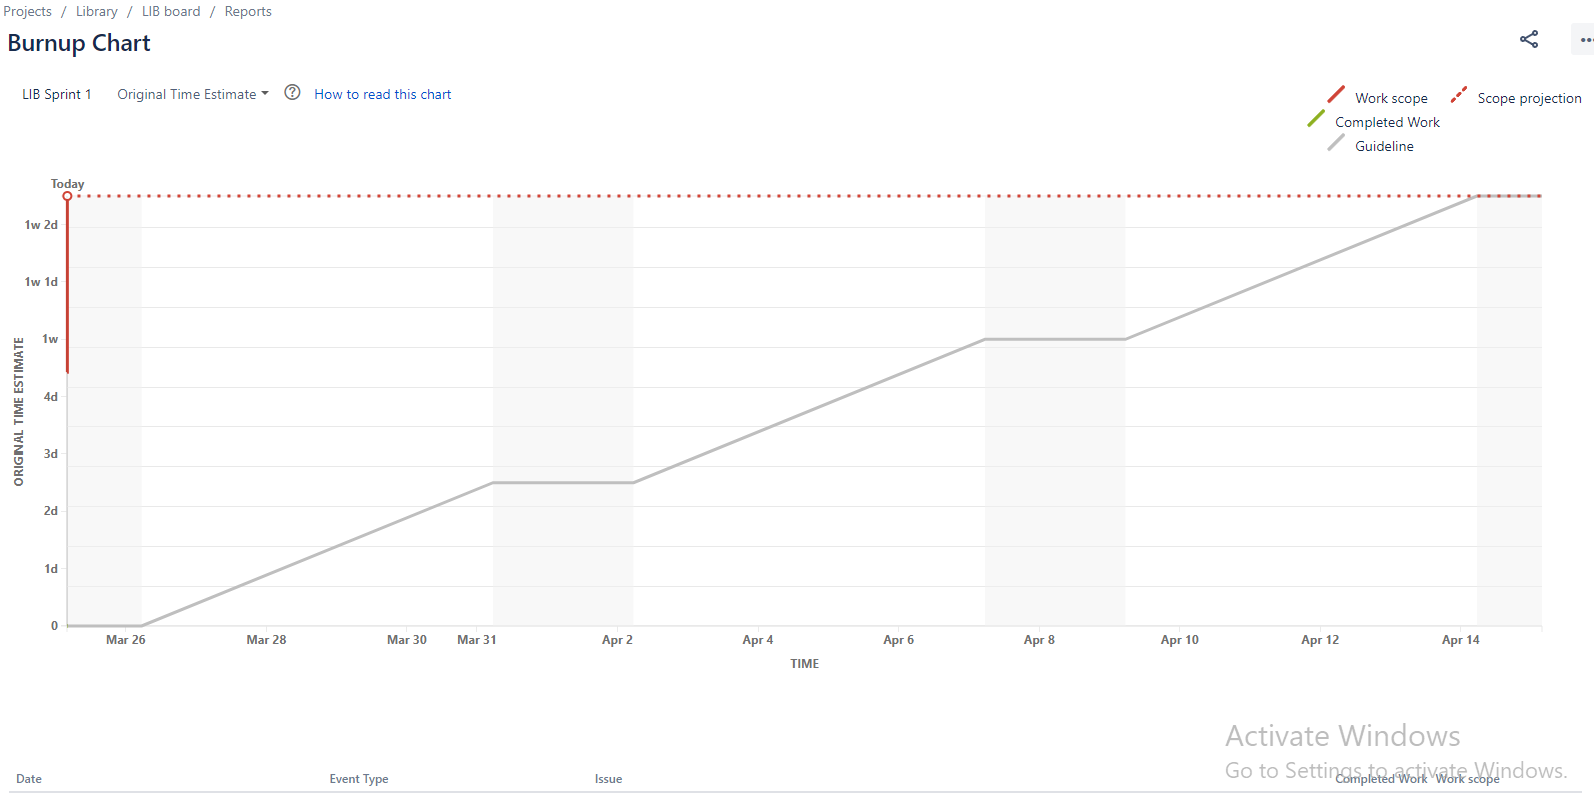 Projects / Library / LIB board / Reports
Burnup Chart
LIB Sprint 1 Original Time Estimate How to read this chart
Work scope Scope projection
Completed Work
Guideline
Today
1w 2d
1w 1d
1w
4d
3d
2d
1d
0
ORIGINAL TIME ESTIMATE
Mar 26 Mar 28 Mar 30 Mar 31 Apr 2 Apr 4 Apr 6 Apr 8 Apr 10 Apr 12 Apr 14
TIME
Activate Windows
Go to Settings to activate Windows.
Date Event Type Issue Completed Work Work scope